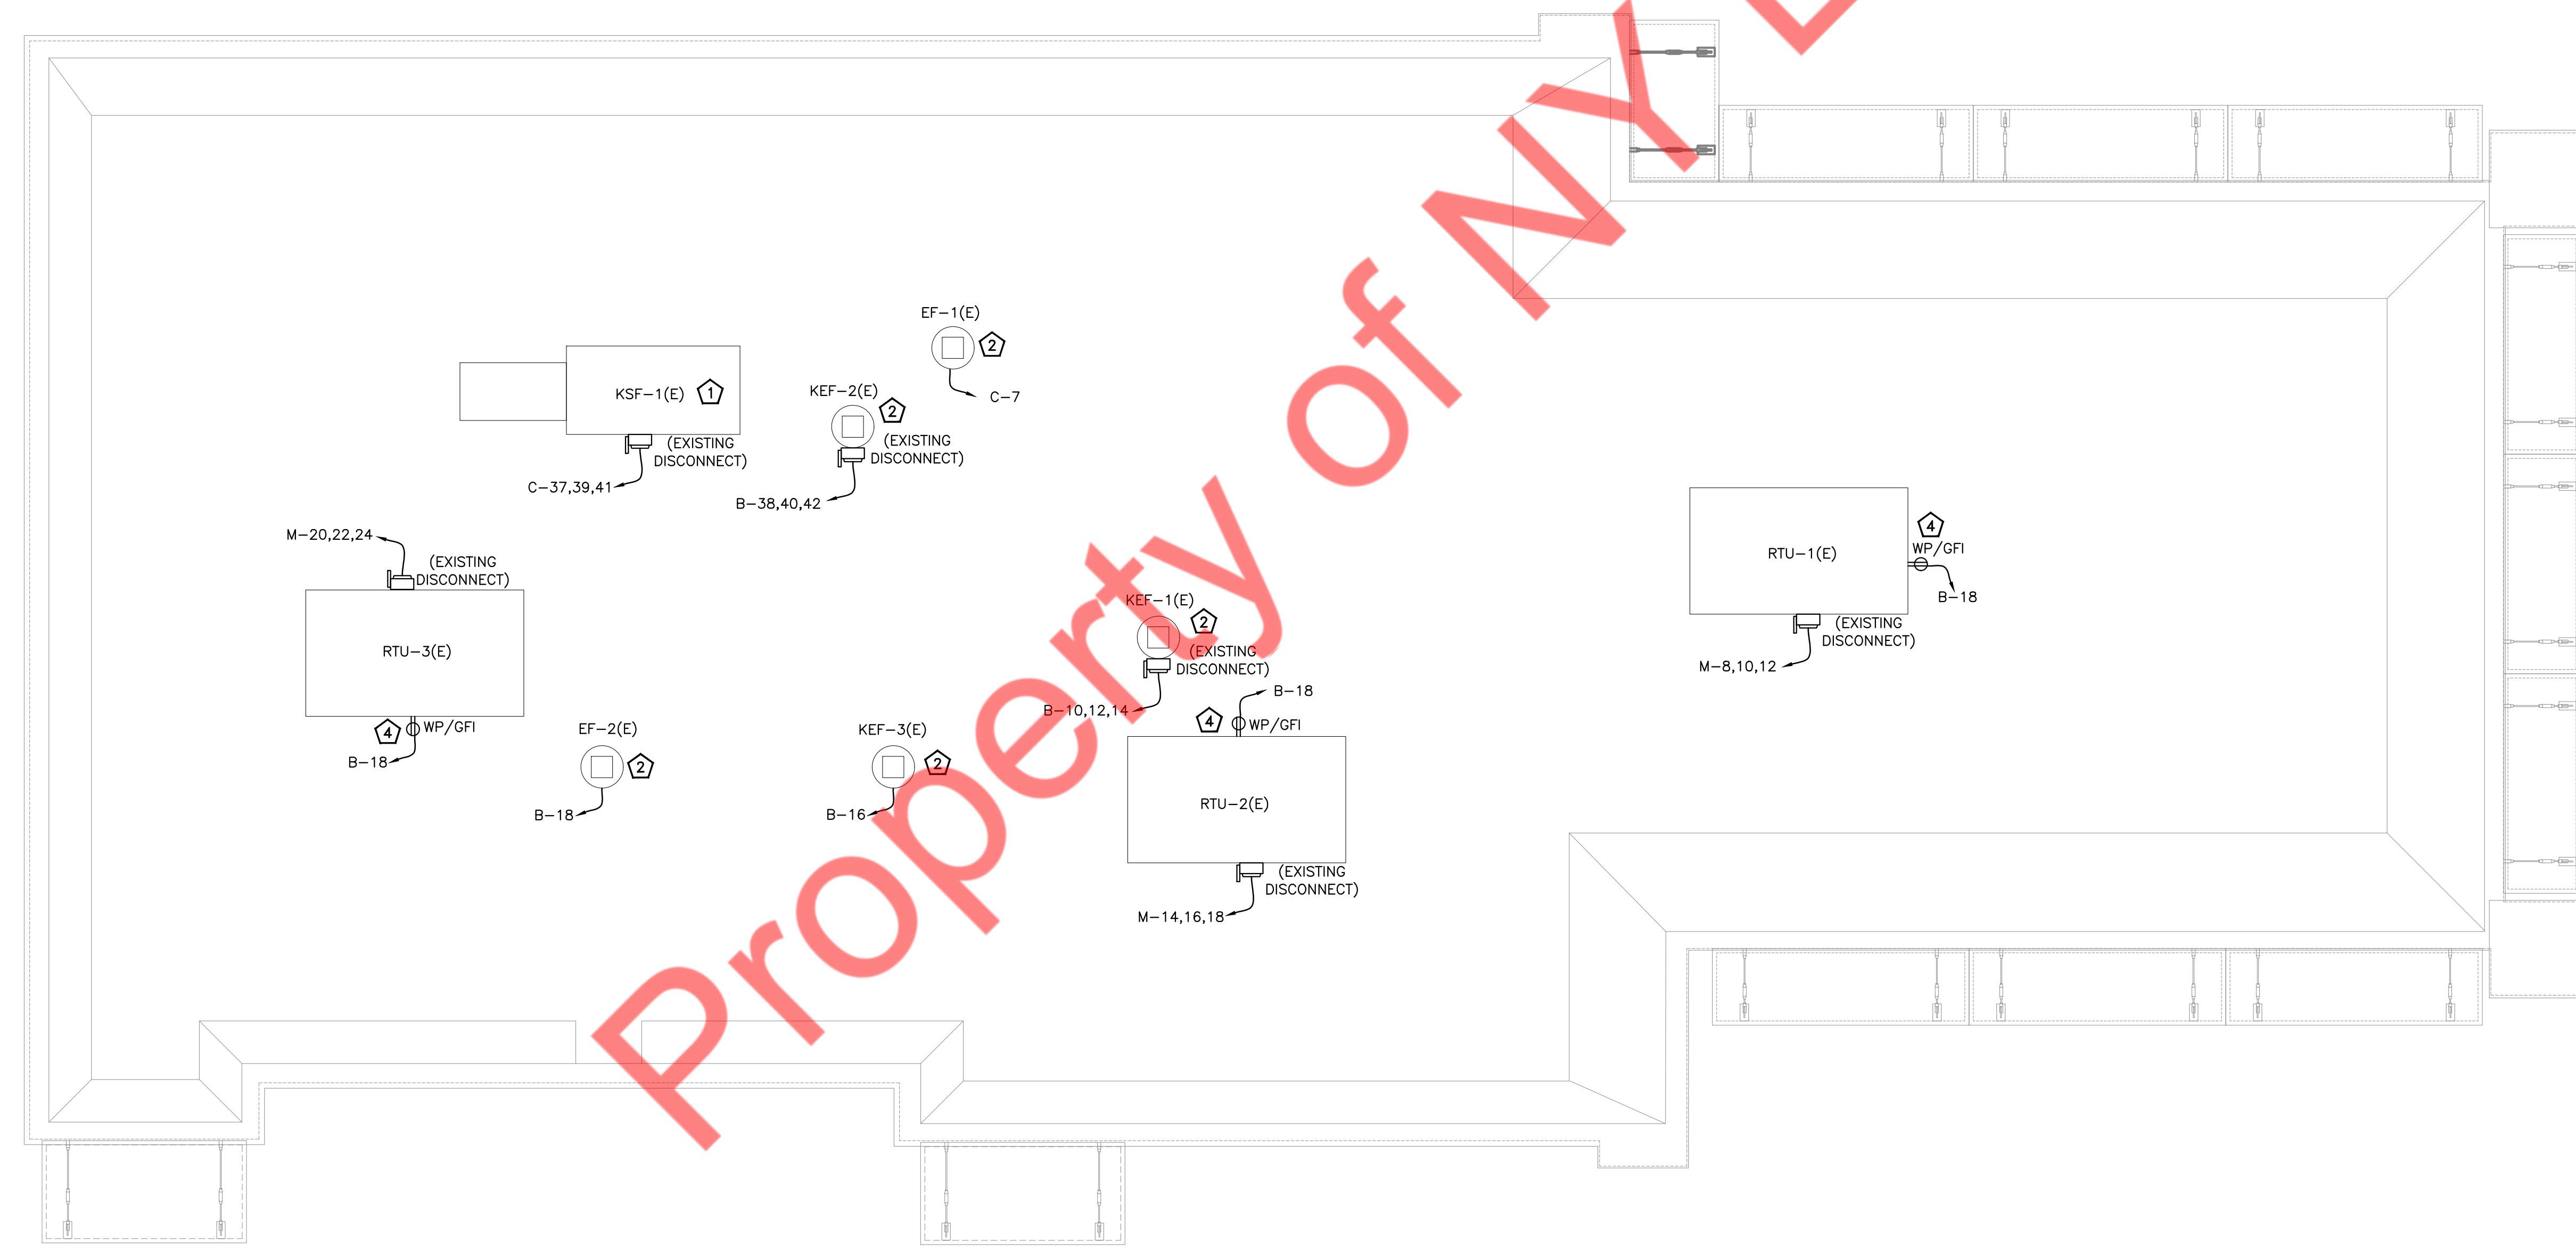 EF-1(E)
2
C-7
KSF-1(E)
1
(EXISTING
DISCONNECT)
C-37,39,41
KEF-2(E)
2
(EXISTING
DISCONNECT)
B-38,40,42
M-20,22,24
(EXISTING
DISCONNECT)
RTU-3(E)
4
WP/GFI
B-18
EF-2(E)
2
B-18
KEF-3(E)
2
B-16
KEF-1(E)
2
(EXISTING
DISCONNECT)
B-10,12,14
B-18
4
WP/GFI
RTU-2(E)
(EXISTING
DISCONNECT)
M-14,16,18
RTU-1(E)
4
WP/GFI
B-18
(EXISTING
DISCONNECT)
M-8,10,12
Property of NY